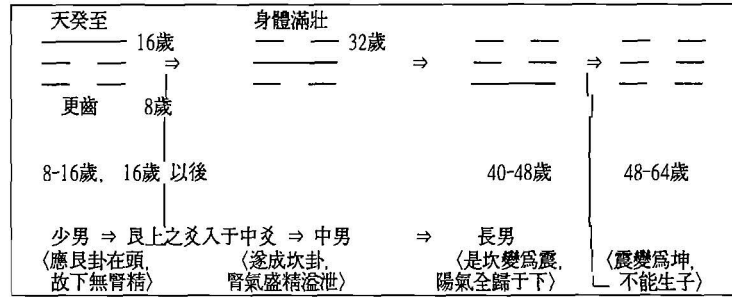 天癸至 身體滿壯
16歲 32歲
⇒ ⇒ ⇒
更齒 8歲
8-16歲, 16歲 以後 40-48歲 48-64歲
少男 ⇒ 艮上之爻入于中爻 ⇒ 中男 ⇒ 長男
〈應艮卦在頭, 〈遂成坎卦, 〈是坎變爲震, 〈震變爲坤,
故下無腎精〉 腎氣盛精溢泄〉 陽氣全歸于下〉 不能生子〉